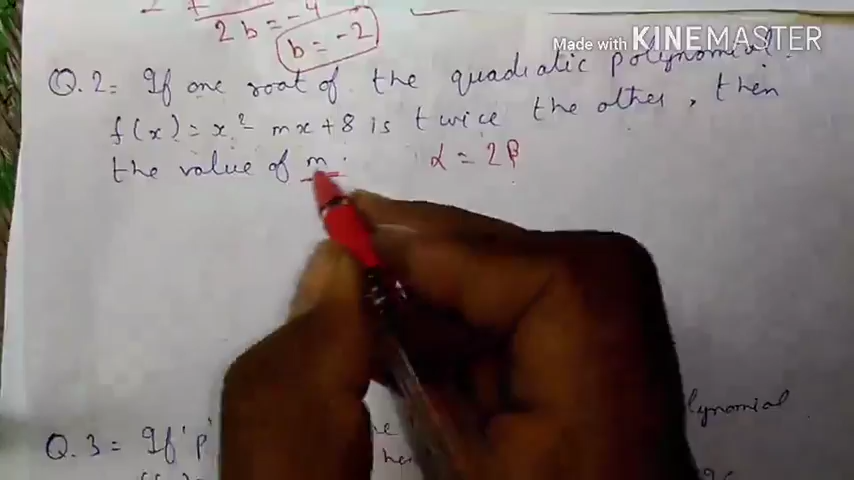 2b = -4
b = -2
Made with KINEMASTER
Q.2= If one root of the quadratic polynomial.
f(x) = x² - mx + 8 is twice the other, then
the value of m. α = 2β
lynomial
Q.3= If 'p'